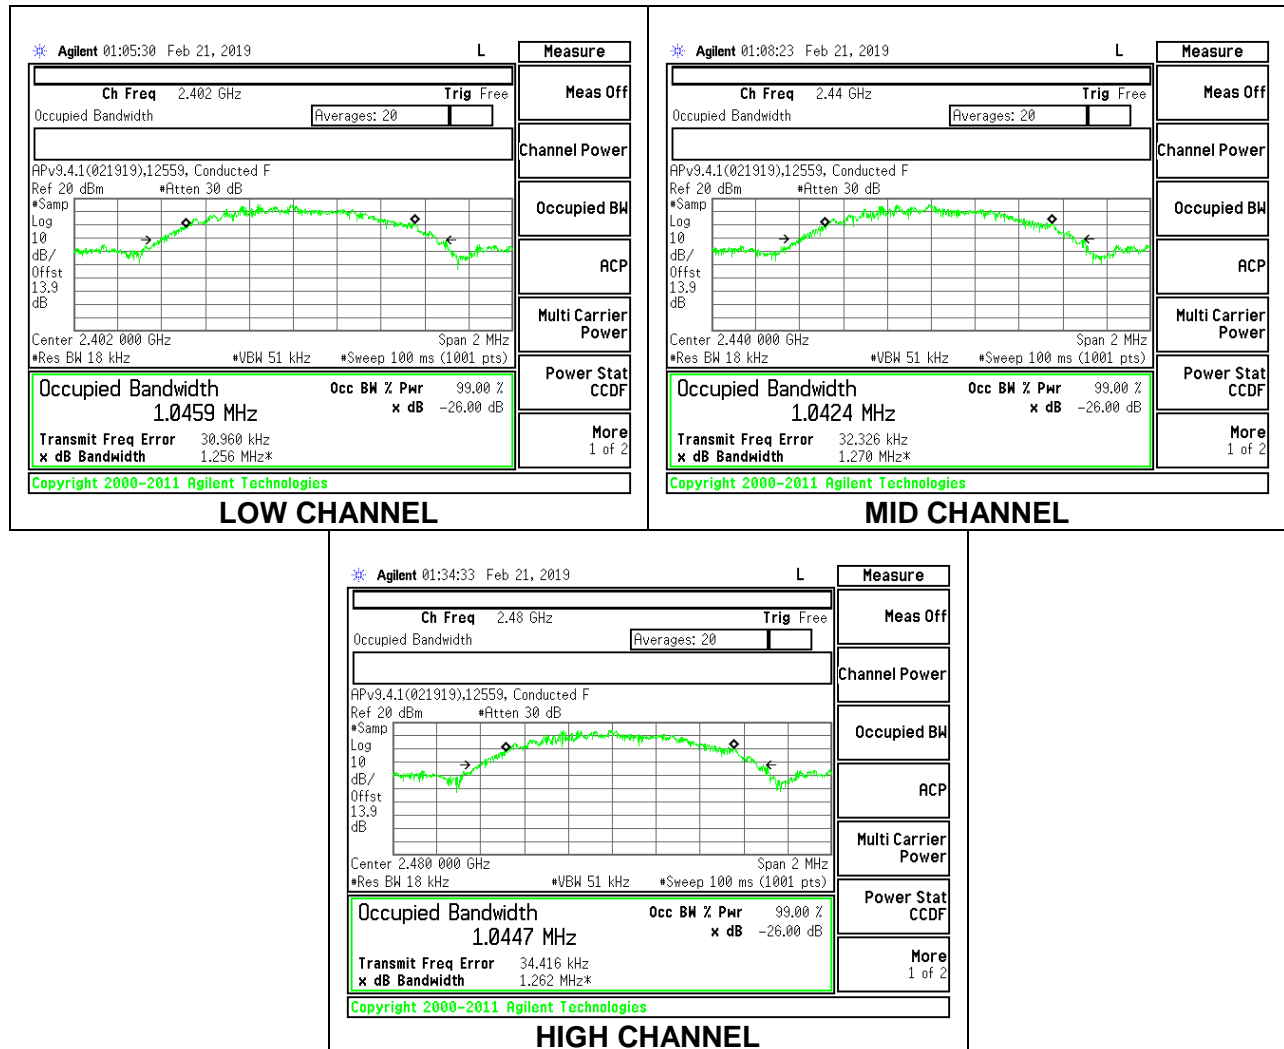 Agilent 01:05:30 Feb 21, 2019 L Measure
Ch Freq 2.402 GHz Trig Free
Meas Off
Occupied Bandwidth Averages: 20
Channel Power
APv9.4.1(021919),12559, Conducted F
Ref 20 dBm #Atten 30 dB
#Samp
Log
10
dB/
Offst
13.9
dB
Occupied BW
ACP
Multi Carrier
Power
Center 2.402 000 GHz Span 2 MHz
#Res BW 18 kHz #VBW 51 kHz #Sweep 100 ms (1001 pts)
Power Stat
CCDF
Occupied Bandwidth Occ BW % Pwr 99.00 %
1.0459 MHz x dB -26.00 dB
Transmit Freq Error 30.960 kHz
x dB Bandwidth 1.256 MHz*
More
1 of 2
Copyright 2000-2011 Agilent Technologies
LOW CHANNEL
Agilent 01:08:23 Feb 21, 2019 L Measure
Ch Freq 2.44 GHz Trig Free
Meas Off
Occupied Bandwidth Averages: 20
Channel Power
APv9.4.1(021919),12559, Conducted F
Ref 20 dBm #Atten 30 dB
#Samp
Log
10
dB/
Offst
13.9
dB
Occupied BW
ACP
Multi Carrier
Power
Center 2.440 000 GHz Span 2 MHz
#Res BW 18 kHz #VBW 51 kHz #Sweep 100 ms (1001 pts)
Power Stat
CCDF
Occupied Bandwidth Occ BW % Pwr 99.00 %
1.0424 MHz x dB -26.00 dB
Transmit Freq Error 32.326 kHz
x dB Bandwidth 1.270 MHz*
More
1 of 2
Copyright 2000-2011 Agilent Technologies
MID CHANNEL
Agilent 01:34:33 Feb 21, 2019 L Measure
Ch Freq 2.48 GHz Trig Free
Meas Off
Occupied Bandwidth Averages: 20
Channel Power
APv9.4.1(021919),12559, Conducted F
Ref 20 dBm #Atten 30 dB
#Samp
Log
10
dB/
Offst
13.9
dB
Occupied BW
ACP
Multi Carrier
Power
Center 2.480 000 GHz Span 2 MHz
#Res BW 18 kHz #VBW 51 kHz #Sweep 100 ms (1001 pts)
Power Stat
CCDF
Occupied Bandwidth Occ BW % Pwr 99.00 %
1.0447 MHz x dB -26.00 dB
Transmit Freq Error 34.416 kHz
x dB Bandwidth 1.262 MHz*
More
1 of 2
Copyright 2000-2011 Agilent Technologies
HIGH CHANNEL